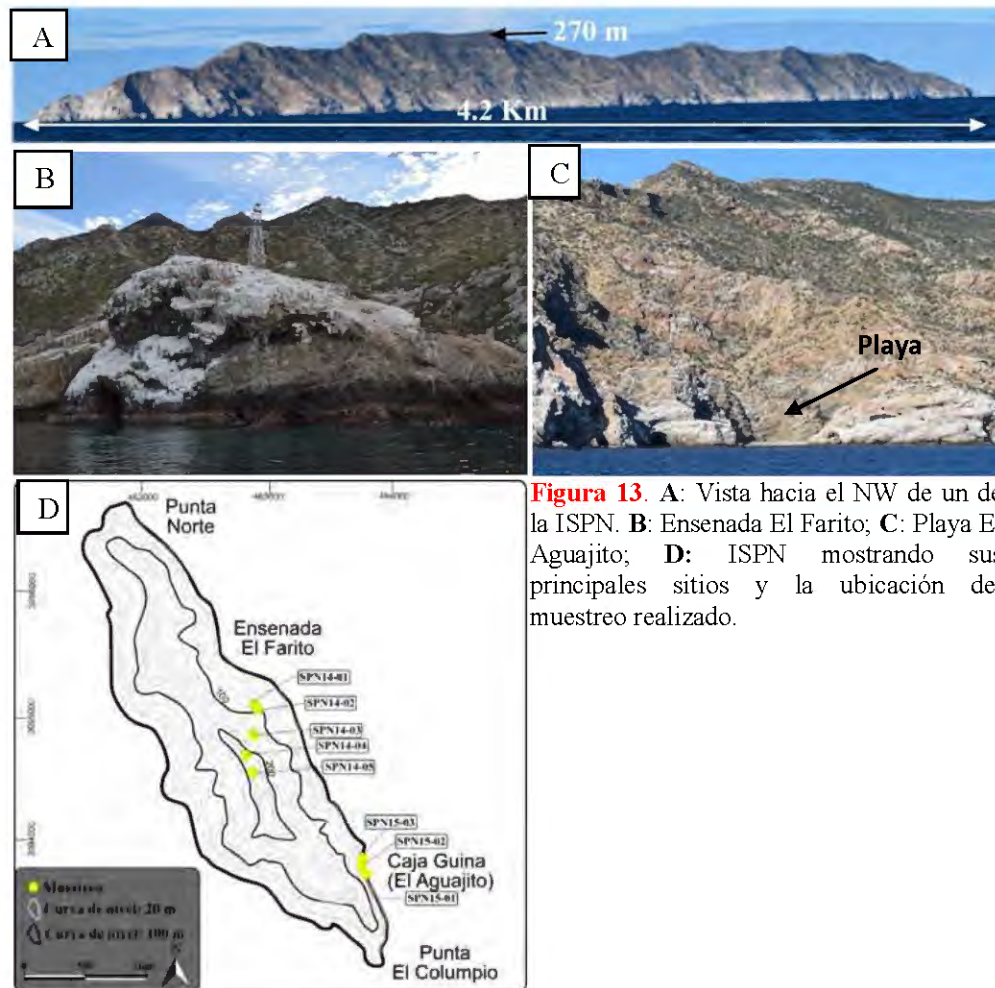 A
270 m
4.2 Km
B
C
Playa
Figura 13. A: Vista hacia el NW de un de
la ISPN. B: Ensenada El Farito; C: Playa E
Aguajito; D: ISPN mostrando sus
principales sitios y la ubicación de
muestreo realizado.
D
Punta
Norte
Ensenada
El Farito
SPN14-01
SPN14-02
SPN14-03
SPN14-04
SPN14-05
200
SPN15-03
SPN15-02
Caja Guina
(El Aguajito)
SPN15-01
Punta
El Columpio
Curva de nivel: 20 m
Curva de nivel: 100 m
N